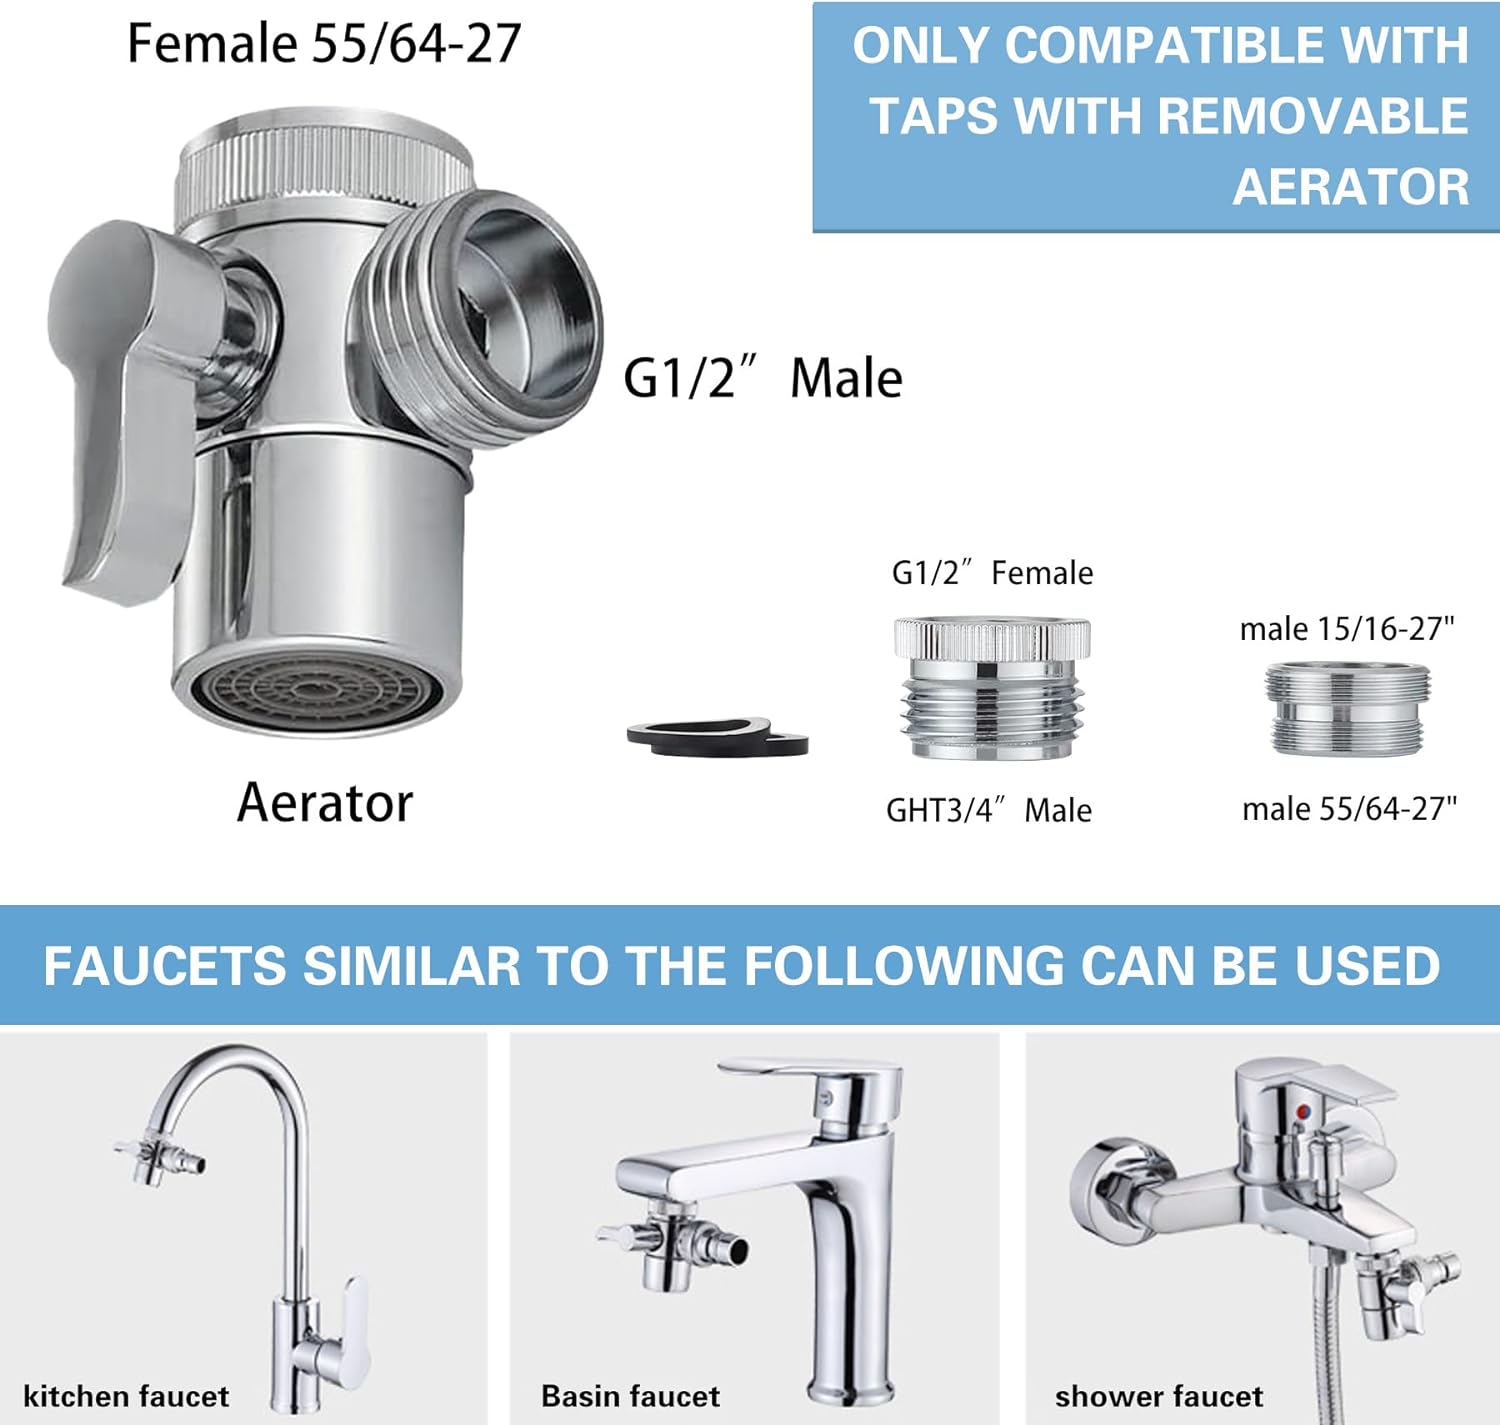 Female 55/64-27
ONLY COMPATIBLE WITH
TAPS WITH REMOVABLE
AERATOR
G1/2″ Male
Aerator
G1/2″ Female
GHT3/4″ Male
male 15/16-27"
male 55/64-27"
FAUCETS SIMILAR TO THE FOLLOWING CAN BE USED
kitchen faucet
Basin faucet
shower faucet